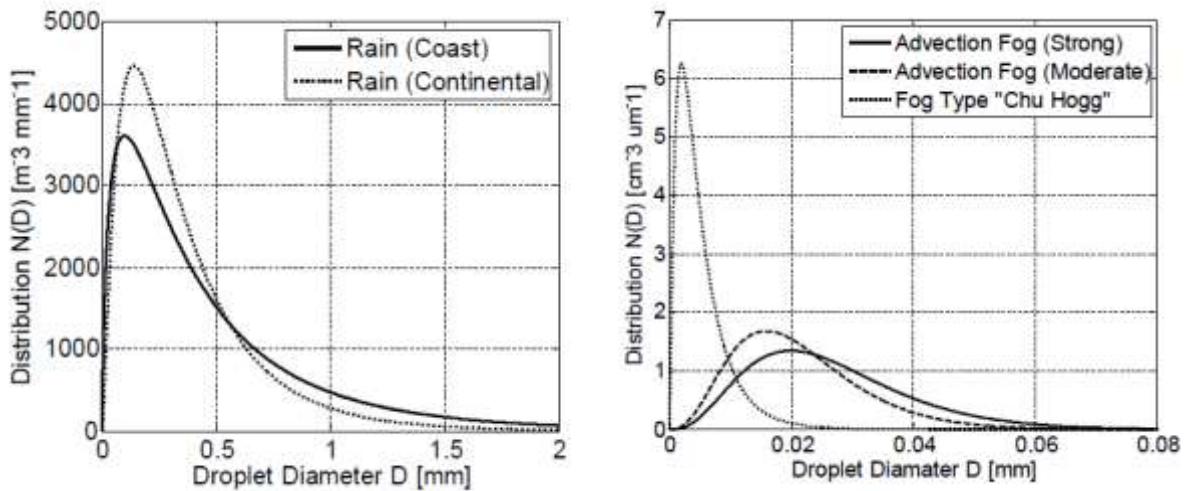 5000
4000
3000
2000
1000
0
Distribution N(D) [m^-3 mm^-1]
Rain (Coast)
Rain (Continental)
0 0.5 1 1.5 2
Droplet Diameter D [mm]
7
6
5
4
3
2
1
0
Distribution N(D) [cm^-3 um^-1]
Advection Fog (Strong)
Advection Fog (Moderate)
Fog Type "Chu Hogg"
0 0.02 0.04 0.06 0.08
Droplet Diamater D [mm]